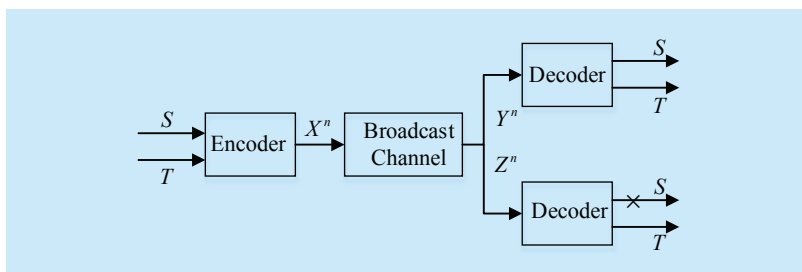 S
T
Encoder
X^n
Broadcast
Channel
Y^n
Z^n
Decoder
S
T
Decoder
S
T